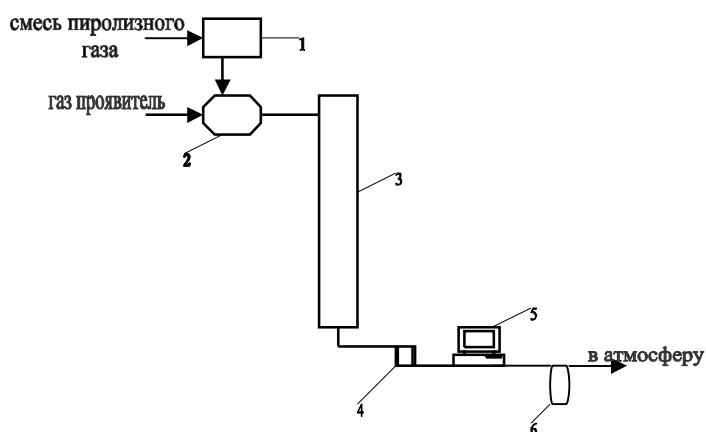 смесь пиролизного
газа
1
газ проявитель
2
3
5
в атмосферу
4
6